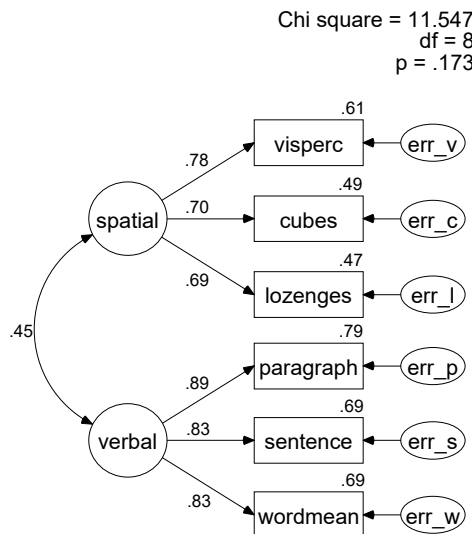 Chi square = 11.547
df = 8
p = .173
.61
.78
visperc
err_v
.49
spatial
.70
cubes
err_c
.47
.69
lozenges
err_l
.45
.79
.89
paragraph
err_p
.69
verbal
.83
sentence
err_s
.69
.83
wordmean
err_w